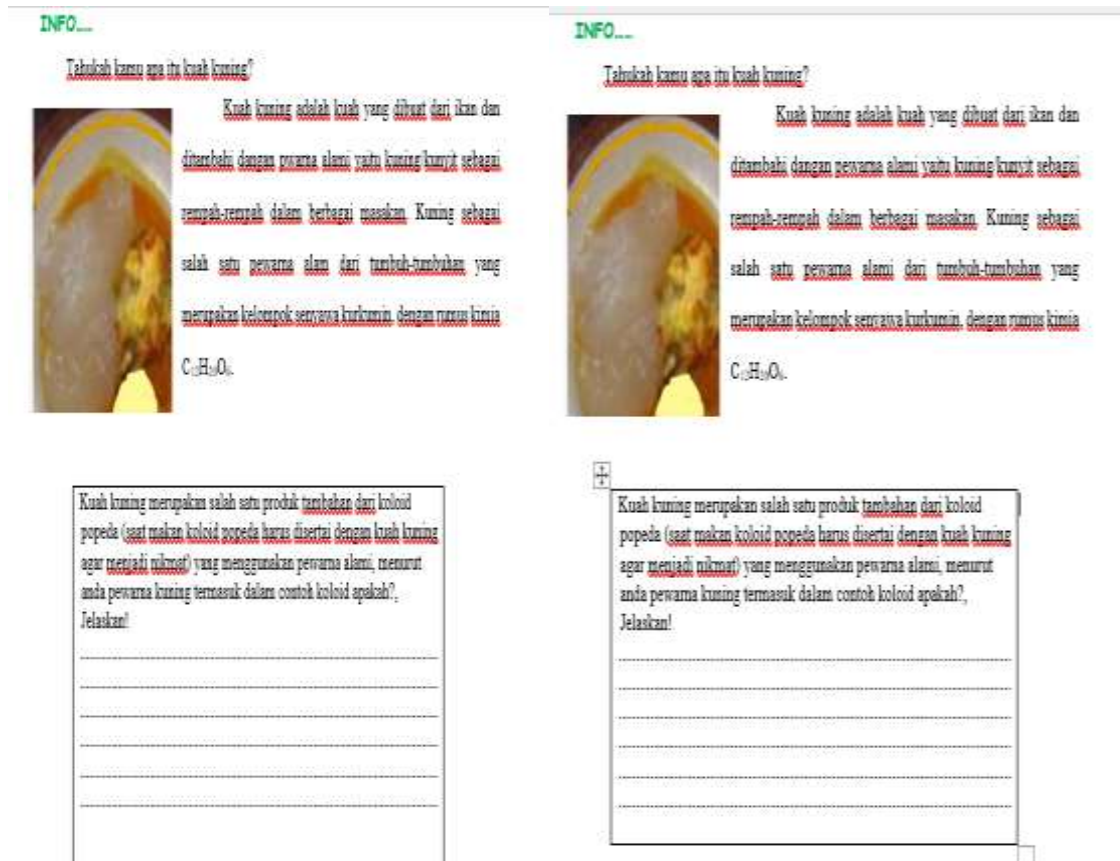 INFO....
Tahukah kamu apa itu kuah kuning?
Kuah kuning adalah kuah yang dibuat dari ikan dan
ditambahi dangan pwarna alami yaitu kuning/kunyit sebagai
rempah-rempah dalam berbagai masakan. Kuning sebagai
salah satu pewarna alam dari tumbuh-tumbuhan yang
merupakan kelompok senyawa kurkumin, dengan rumus kimia
Kuah kuning merupakan salah satu produk tambahan dari koloid
popeda (saat makan koloid popeda harus disertai dengan kuah kuning
agar menjadi nikmat) yang menggunakan pewarna alami, menurut
anda pewarna kuning termasuk dalam contoh koloid apakah?,
Jelaskan!
INFO....
Tahukah kamu apa itu kuah kuning?
Kuah kuning adalah kuah yang dibuat dari ikan dan
ditambahi dangan pewarna alami yaitu kuning/kunyit sebagai
rempah-rempah dalam berbagai masakan. Kuning sebagai
salah satu pewarna alami dari tumbuh-tumbuhan yang
merupakan kelompok senyawa kurkumin, dengan rumus kimia
Kuah kuning merupakan salah satu produk tambahan dari koloid
popeda (saat makan koloid popeda harus disertai dengan kuah kuning
agar menjadi nikmat) yang menggunakan pewarna alami, menurut
anda pewarna kuning termasuk dalam contoh koloid apakah?,
Jelaskan!